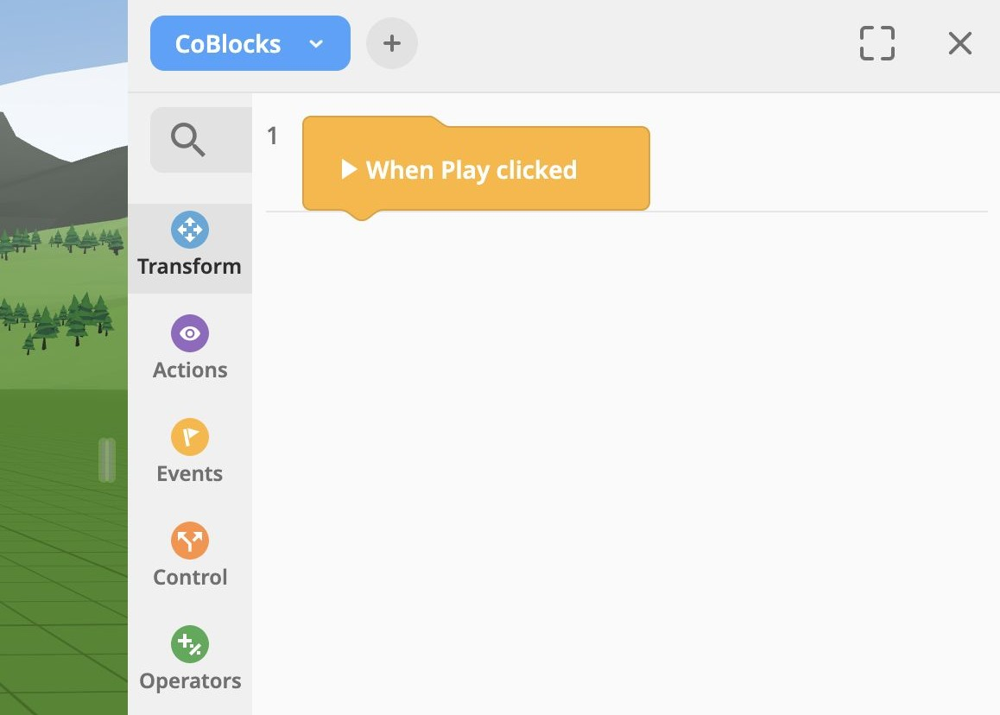 CoBlocks
1
When Play clicked
Transform
Actions
Events
Control
Operators